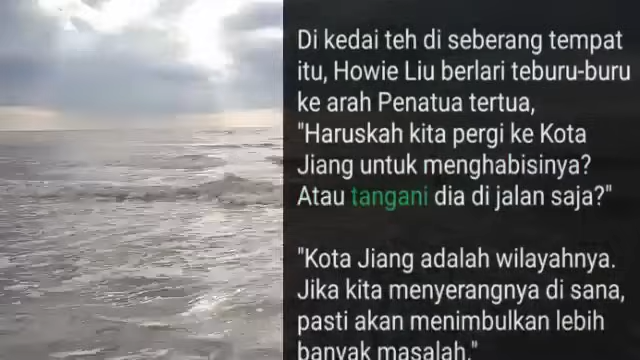 Di kedai teh di seberang tempat
itu, Howie Liu berlari teburu-buru
ke arah Penatua tertua,
"Haruskah kita pergi ke Kota
Jiang untuk menghabisinya?
Atau tangani dia di jalan saja?"
"Kota Jiang adalah wilayahnya.
Jika kita menyerangnya di sana,
pasti akan menimbulkan lebih
banyak masalah."